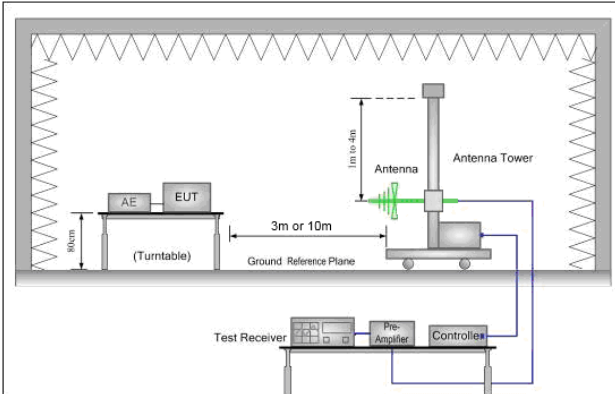 1m to 4m
Antenna
Antenna Tower
AE
EUT
80cm
(Turntable)
3m or 10m
Ground Reference Plane
Test Receiver
Pre-
Amplifier
Controller